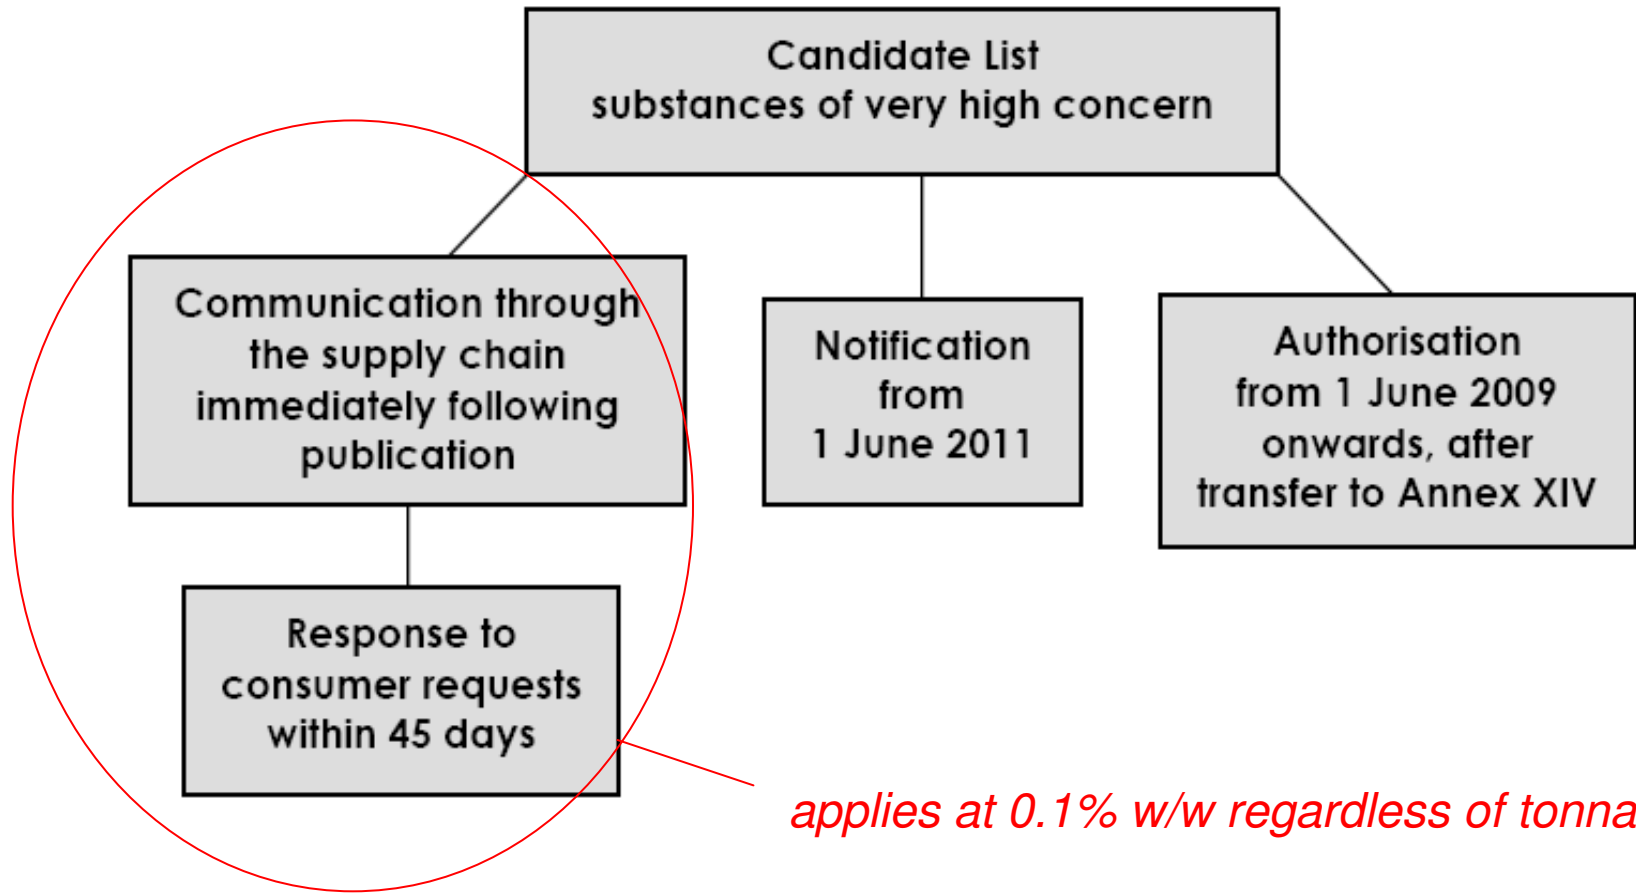 Candidate List
substances of very high concern
Communication through
the supply chain
immediately following
publication
Notification
from
1 June 2011
Authorisation
from 1 June 2009
onwards, after
transfer to Annex XIV
Response to
consumer requests
within 45 days
applies at 0.1% w/w regardless of tonna